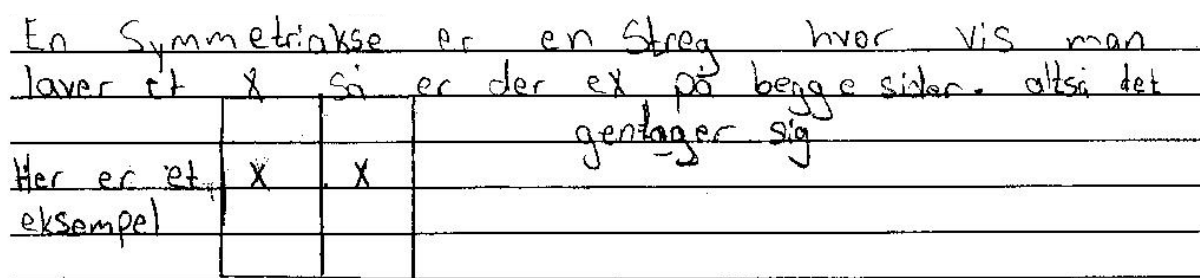 En Symmetriakse er en Streg hvor vis man
laver et X så er der ex på begge sider. altså det
gentager sig
Her er et X X
eksempel